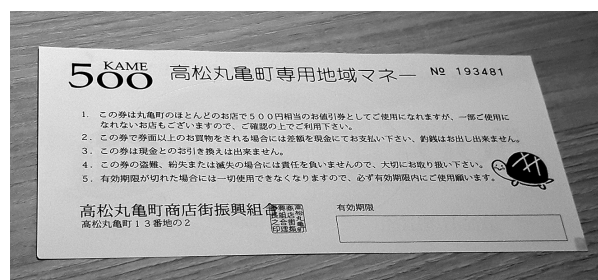 500 KAME
高松丸亀町専用地域マネー № 193481
1. この券は丸亀町のほとんどのお店で500円相当のお値引券としてご使用になれますが、一部ご使用に
なれないお店もございますので、ご確認の上でご利用下さい。
2. この券で券面以上のお買物をされる場合には差額を現金にてお支払い下さい、釣銭はお出し出来ません。
3. この券は現金とのお引き換えは出来ません。
4. この券の盗難、紛失または滅失の場合には責任を負いませんので、大切にお取り扱い下さい。
5. 有効期限が切れた場合には一切使用できなくなりますので、必ず有効期限内にご使用願います。
高松丸亀町商店街振興組合
高松丸亀町13番地の2
有効期限